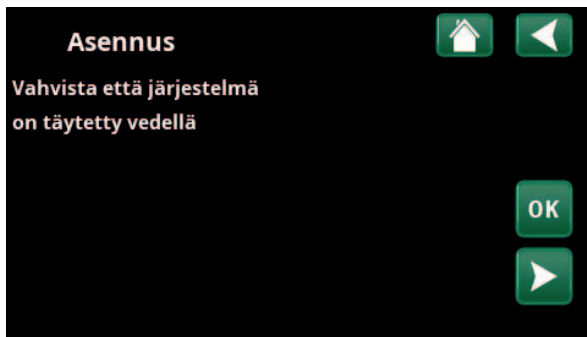 Asennus
Vahvista että järjestelmä
on täytetty vedellä
OK